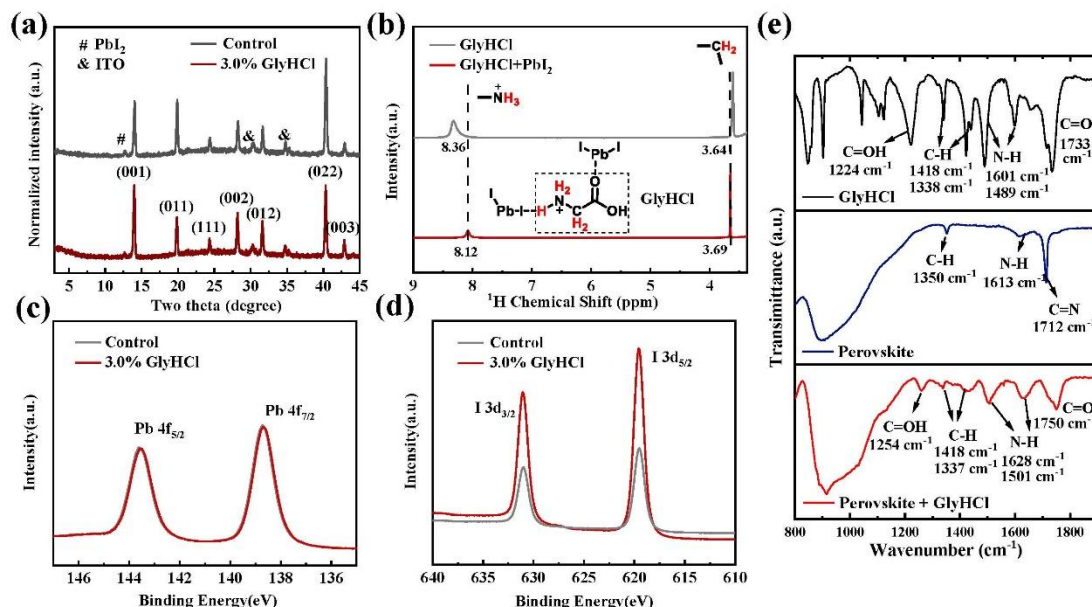 (a)
# PbI₂
& ITO
Control
3.0% GlyHCl
#
&
&
(001)
(022)
(011)
(111)
(002)
(012)
(003)
Normalized intensity (a.u.)
5 10 15 20 25 30 35 40 45
Two theta (degree)
(b)
GlyHCl
GlyHCl+PbI₂
+
—NH₃
CH₂
8.36
3.64
I
Pb
I
H₂
O
I
Pb-I--H-N
+
C
H₂
OH
GlyHCl
8.12
3.69
Intensity(a.u.)
9 8 7 6 5 4
¹H Chemical Shift (ppm)
(c)
Control
3.0% GlyHCl
Pb 4f₅/₂
Pb 4f₇/₂
Intensity(a.u.)
146 144 142 140 138 136
Binding Energy(eV)
(d)
Control
3.0% GlyHCl
I 3d₅/₂
I 3d₃/₂
Intensity(a.u.)
640 635 630 625 620 615 610
Binding Energy(eV)
(e)
C=OH
1224 cm⁻¹
C-H
1418 cm⁻¹
1338 cm⁻¹
N-H
1601 cm⁻¹
1489 cm⁻¹
C=O
1733
cm⁻¹
GlyHCl
C-H
1350 cm⁻¹
N-H
1613 cm⁻¹
C=N
1712 cm⁻¹
Perovskite
C=OH
1254 cm⁻¹
C-H
1418 cm⁻¹
1337 cm⁻¹
N-H
1628 cm⁻¹
1501 cm⁻¹
C=O
1750 cm⁻¹
Perovskite + GlyHCl
Transmittance (a.u.)
800 1000 1200 1400 1600 1800
Wavenumber (cm⁻¹)